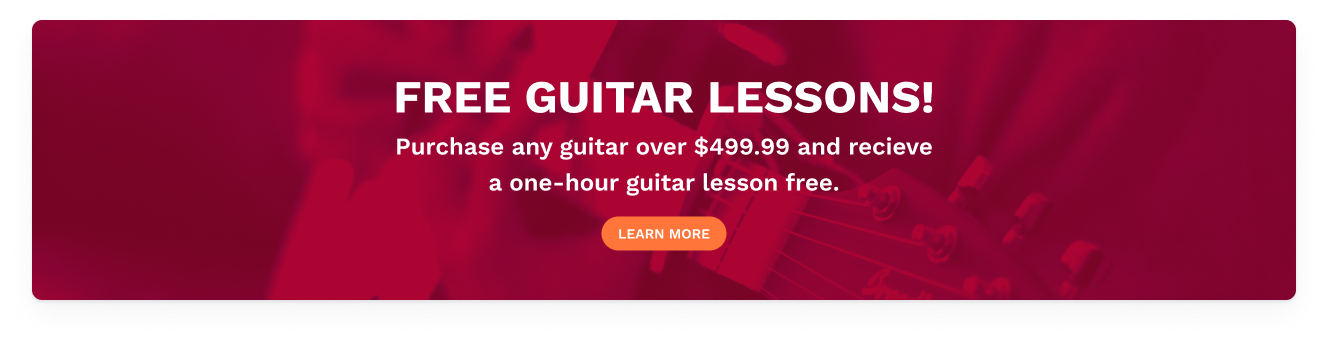 FREE GUITAR LESSONS!
Purchase any guitar over $499.99 and recieve
a one-hour guitar lesson free.
LEARN MORE